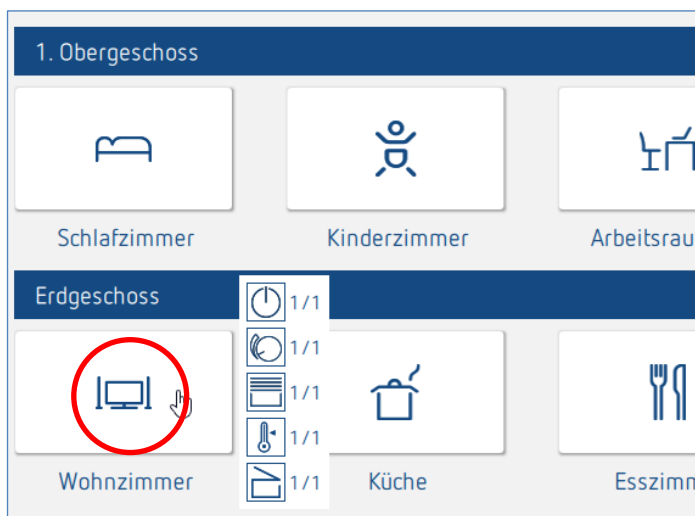 1. Obergeschoss
Schlafzimmer
Kinderzimmer
Arbeitsrau
Erdgeschoss
1/1
1/1
1/1
1/1
1/1
Wohnzimmer
Küche
Esszimm